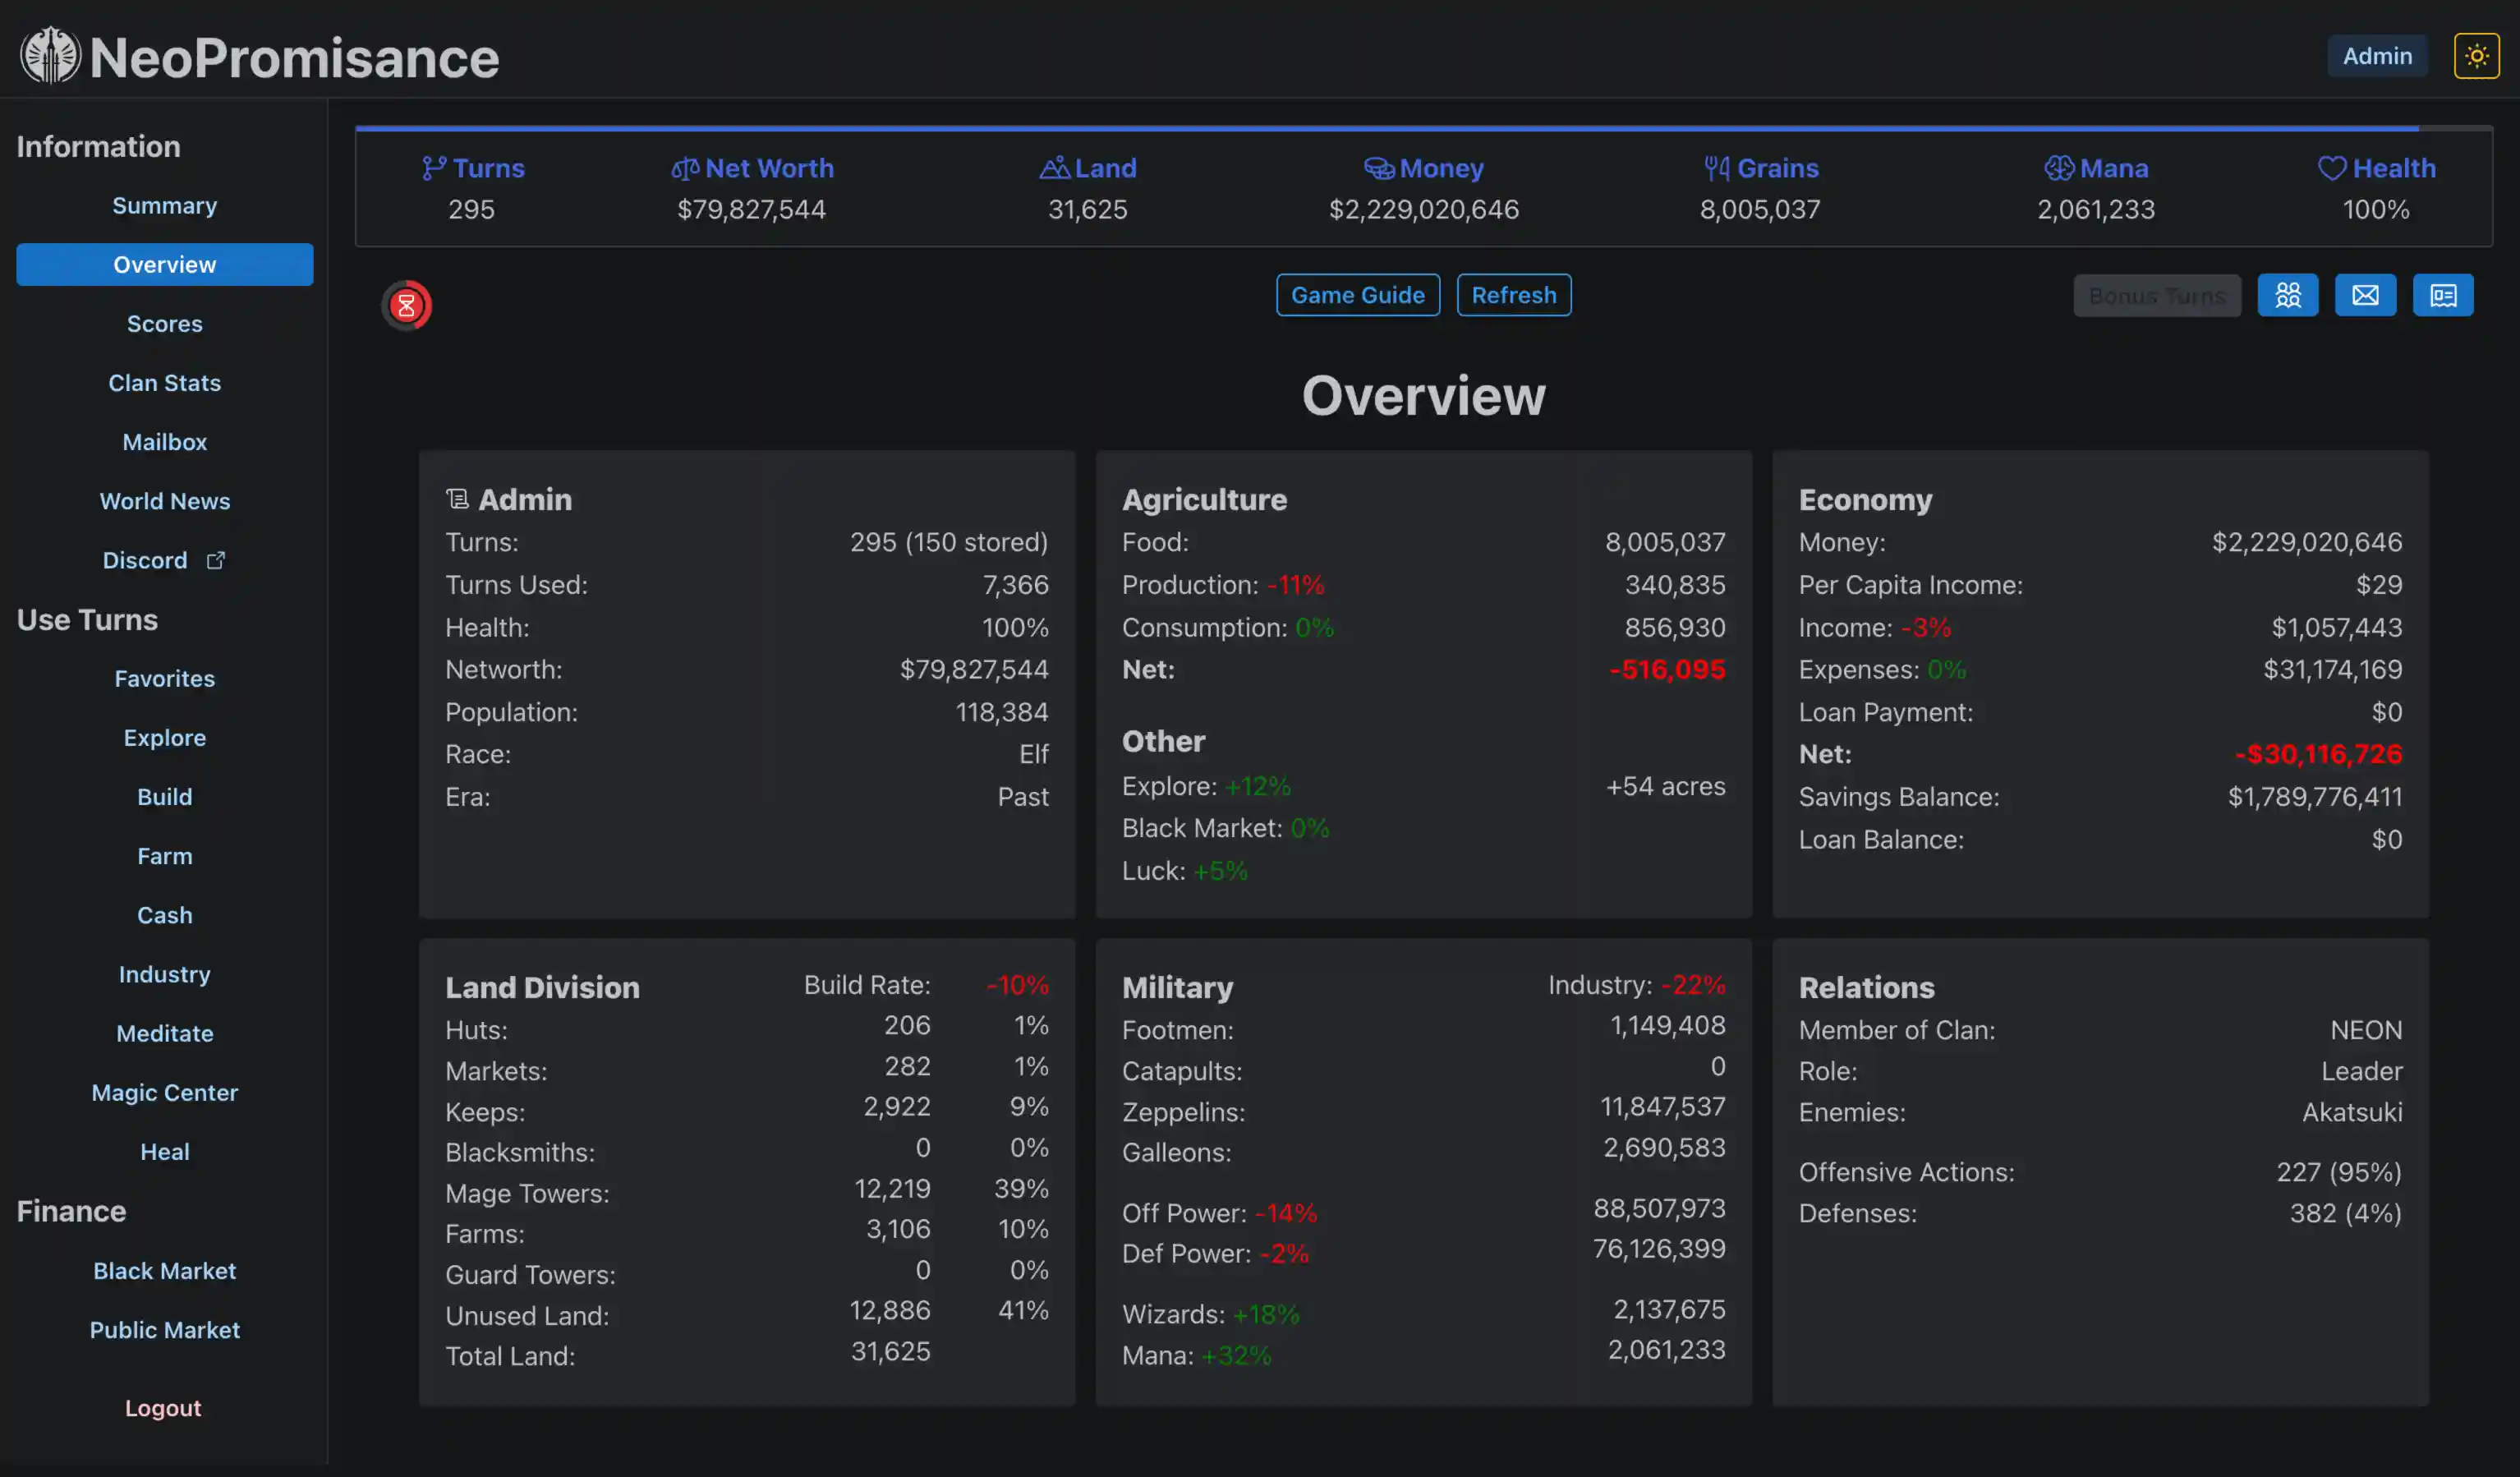 NeoPromisance
Admin
Information
Summary
Overview
Scores
Clan Stats
Mailbox
World News
Discord
Use Turns
Favorites
Explore
Build
Farm
Cash
Industry
Meditate
Magic Center
Heal
Finance
Black Market
Public Market
Logout
Turns Net Worth Land Money Grains Mana Health
295 $79,827,544 31,625 $2,229,020,646 8,005,037 2,061,233 100%
Game Guide Refresh Bonus Turns
Overview
Admin
Turns: 295 (150 stored)
Turns Used: 7,366
Health: 100%
Networth: $79,827,544
Population: 118,384
Race: Elf
Era: Past
Agriculture
Food: 8,005,037
Production: -11% 340,835
Consumption: 0% 856,930
Net: -516,095
Other
Explore: +12% +54 acres
Black Market: 0%
Luck: +5%
Economy
Money: $2,229,020,646
Per Capita Income: $29
Income: -3% $1,057,443
Expenses: 0% $31,174,169
Loan Payment: $0
Net: -$30,116,726
Savings Balance: $1,789,776,411
Loan Balance: $0
Land Division Build Rate: -10%
Huts: 206 1%
Markets: 282 1%
Keeps: 2,922 9%
Blacksmiths: 0 0%
Mage Towers: 12,219 39%
Farms: 3,106 10%
Guard Towers: 0 0%
Unused Land: 12,886 41%
Total Land: 31,625
Military Industry: -22%
Footmen: 1,149,408
Catapults: 0
Zeppelins: 11,847,537
Galleons: 2,690,583
Off Power: -14% 88,507,973
Def Power: -2% 76,126,399
Wizards: +18% 2,137,675
Mana: +32% 2,061,233
Relations
Member of Clan: NEON
Role: Leader
Enemies: Akatsuki
Offensive Actions: 227 (95%)
Defenses: 382 (4%)